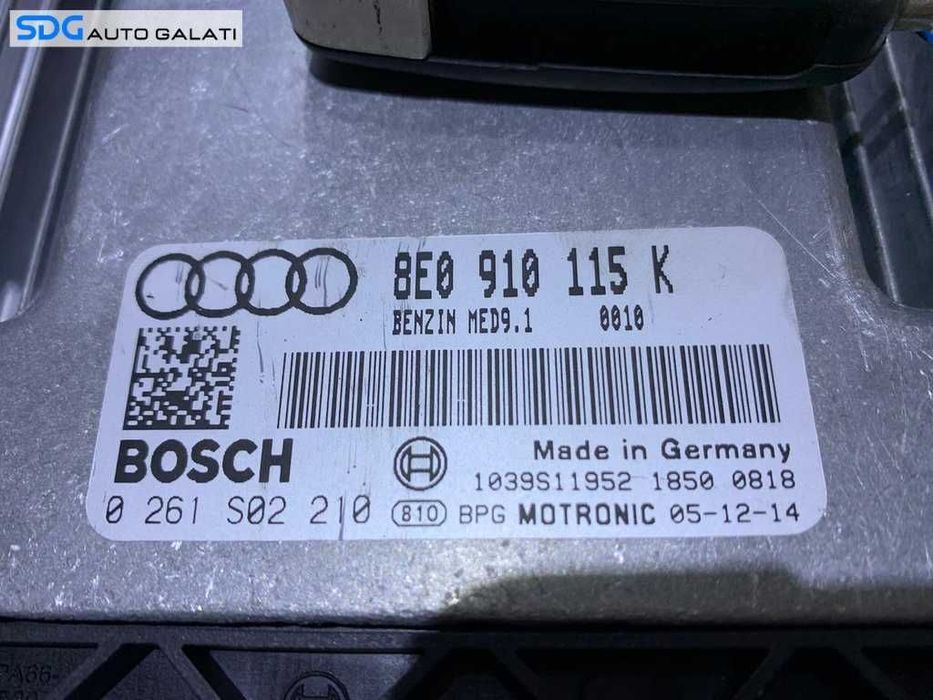 SDG AUTO GALATI
8E0 910 115 K
BENZIN MED9.1 0010
BOSCH
Made in Germany
1039S11952 1850 0818
0 261 S02 210 810 BPG MOTRONIC 05-12-14
PA66-